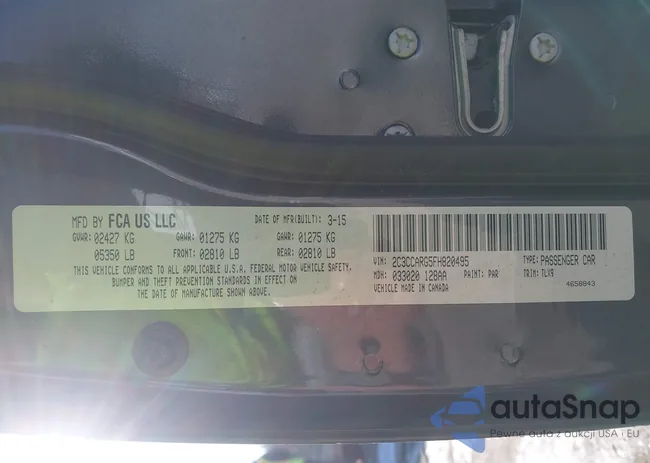 MFD BY FCA US LLC DATE OF MFR(BUILT): 3-15
GVWR: 02427 KG GAWR: 01275 KG GAWR: 01275 KG
05350 LB FRONT: 02810 LB REAR: 02810 LB
THIS VEHICLE CONFORMS TO ALL APPLICABLE U.S.A. FEDERAL MOTOR VEHICLE SAFETY,
BUMPER AND THEFT PREVENTION STANDARDS IN EFFECT ON
THE DATE OF MANUFACTURE SHOWN ABOVE.
VIN: 2C3CCARG5FH820495 TYPE: PASSENGER CAR
MDH: 033020 128AA PAINT: PAR TRIM: TLX9
VEHICLE MADE IN CANADA 4658843
autaSnap
Pewne auta z aukcji USA i EU